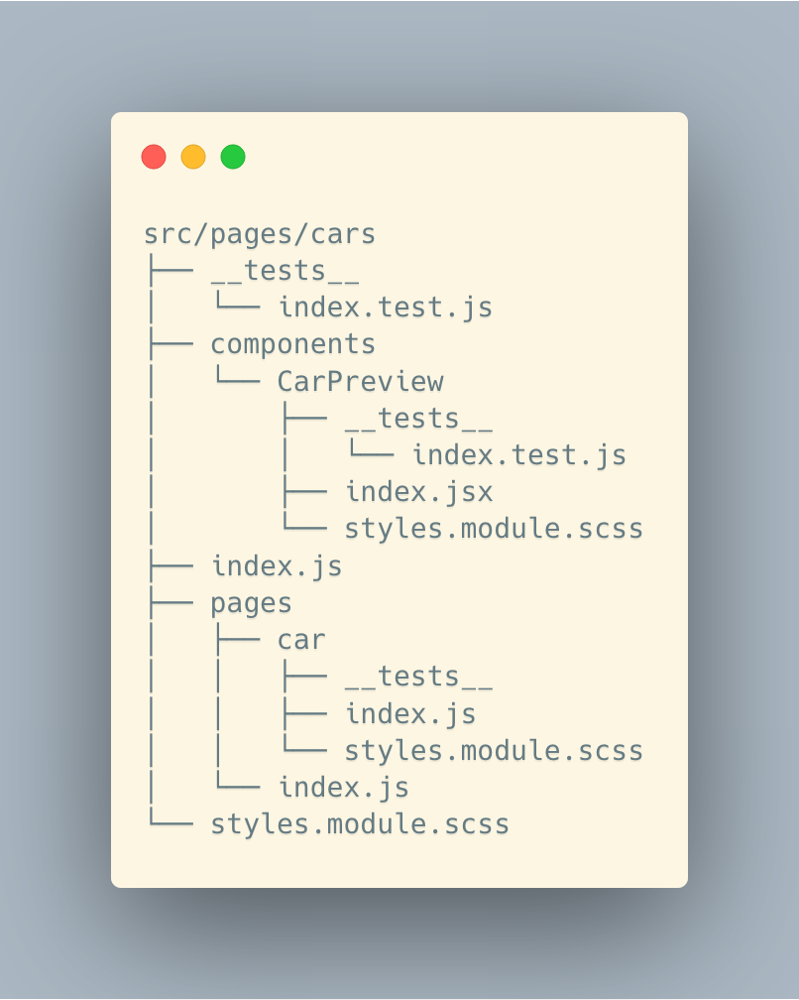 src/pages/cars
├── __tests__
│   └── index.test.js
├── components
│   └── CarPreview
│       ├── __tests__
│       │   └── index.test.js
│       ├── index.jsx
│       └── styles.module.scss
├── index.js
├── pages
│   ├── car
│   │   ├── __tests__
│   │   ├── index.js
│   │   └── styles.module.scss
│   └── index.js
└── styles.module.scss